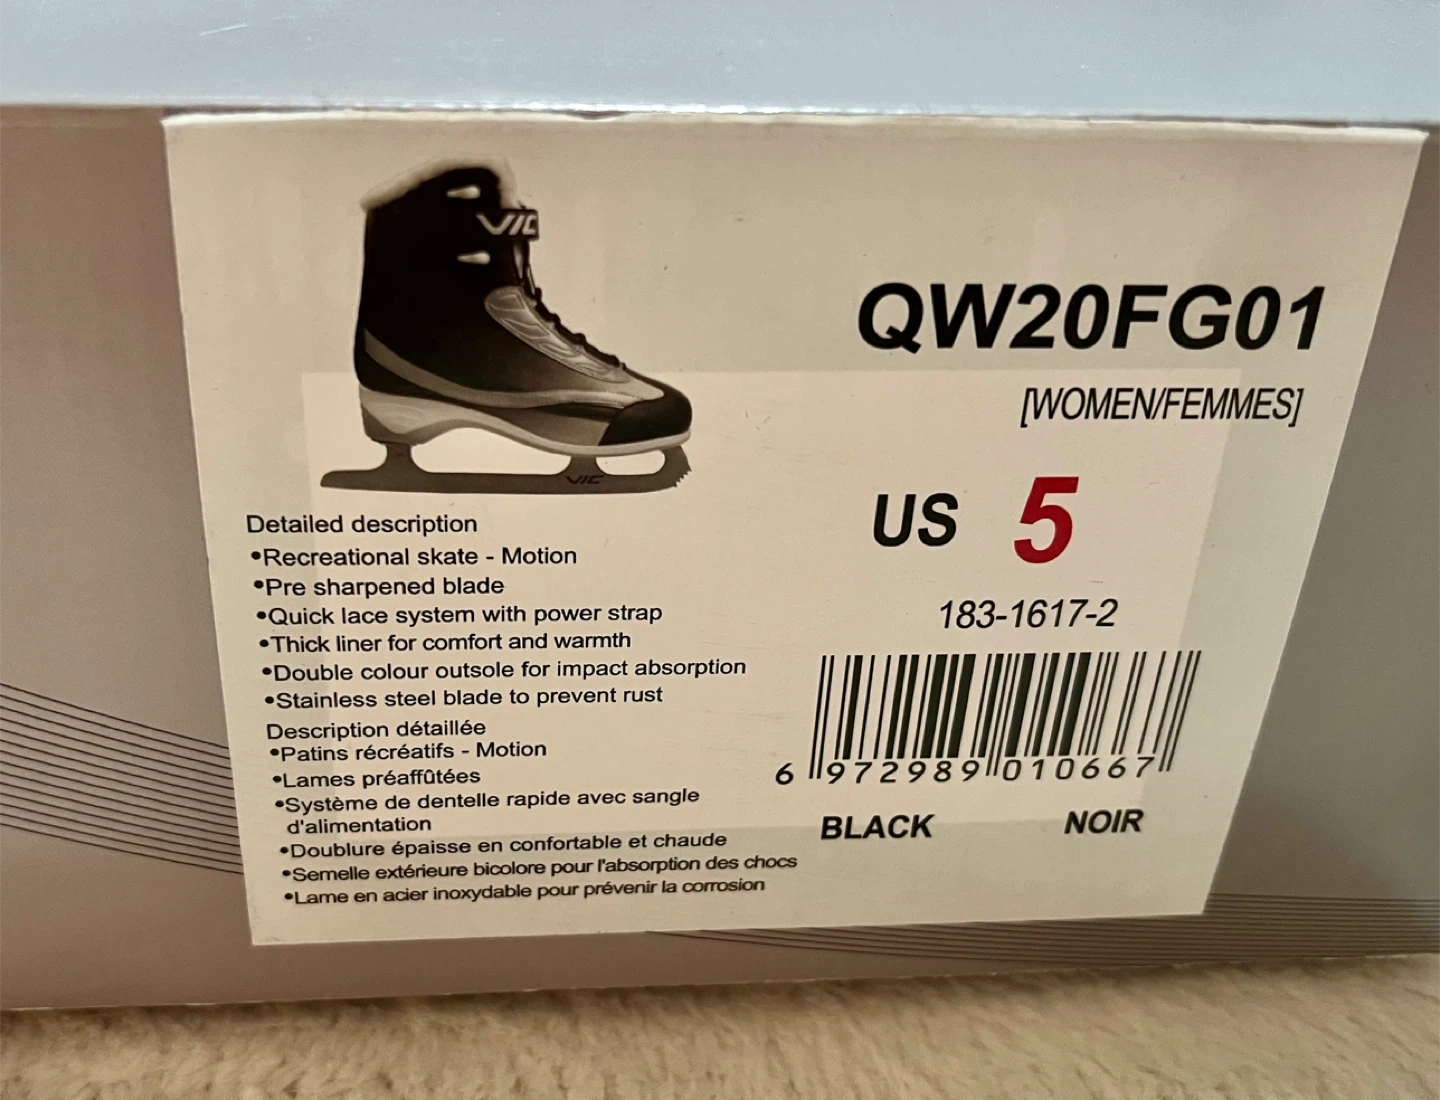 VIC
VIC
QW20FG01
[WOMEN/FEMMES]
US 5
183-1617-2
6 972989 010667
BLACK NOIR
Detailed description
•Recreational skate - Motion
•Pre sharpened blade
•Quick lace system with power strap
•Thick liner for comfort and warmth
•Double colour outsole for impact absorption
•Stainless steel blade to prevent rust
Description détaillée
•Patins récréatifs - Motion
•Lames préaffûtées
•Système de dentelle rapide avec sangle
d'alimentation
•Doublure épaisse en confortable et chaude
•Semelle extérieure bicolore pour l'absorption des chocs
•Lame en acier inoxydable pour prévenir la corrosion